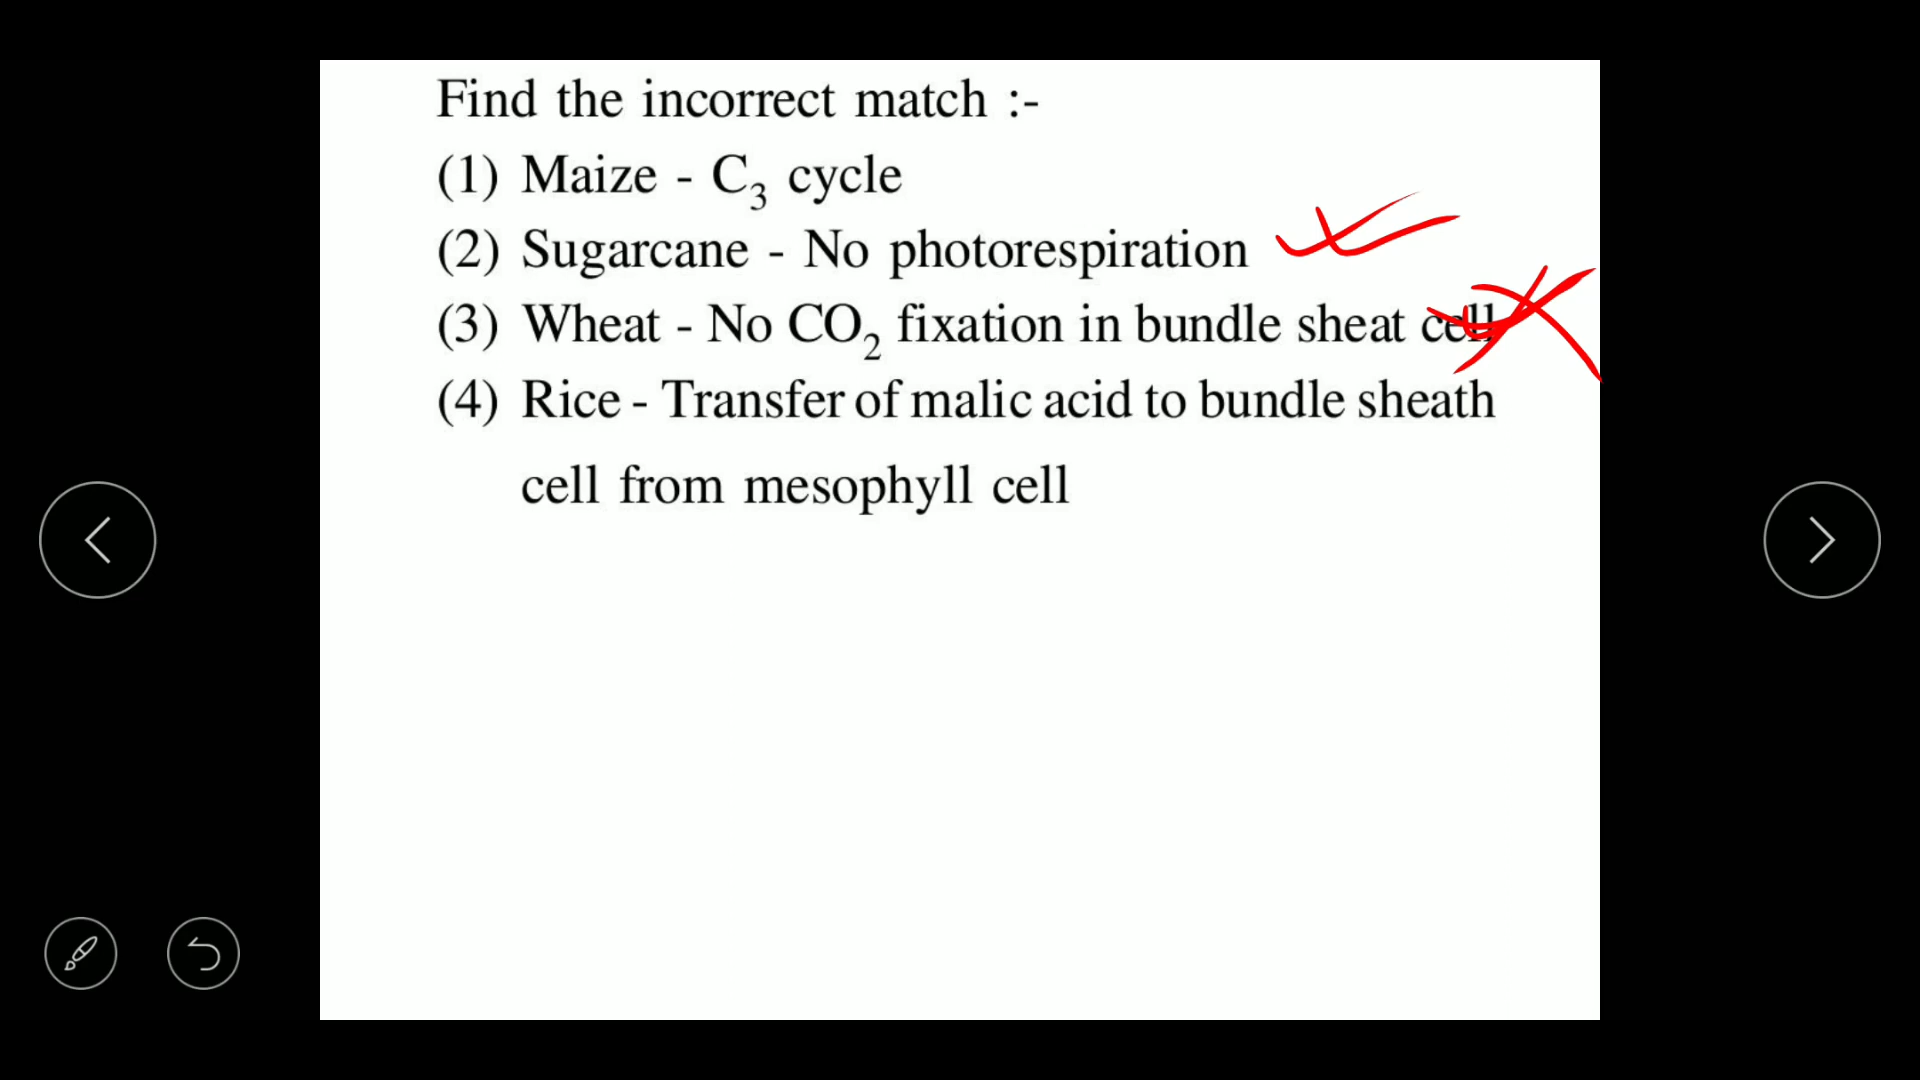 Find the incorrect match :-
(1) Maize - C₃ cycle
(2) Sugarcane - No photorespiration
(3) Wheat - No CO₂ fixation in bundle sheat cell
(4) Rice - Transfer of malic acid to bundle sheath
cell from mesophyll cell